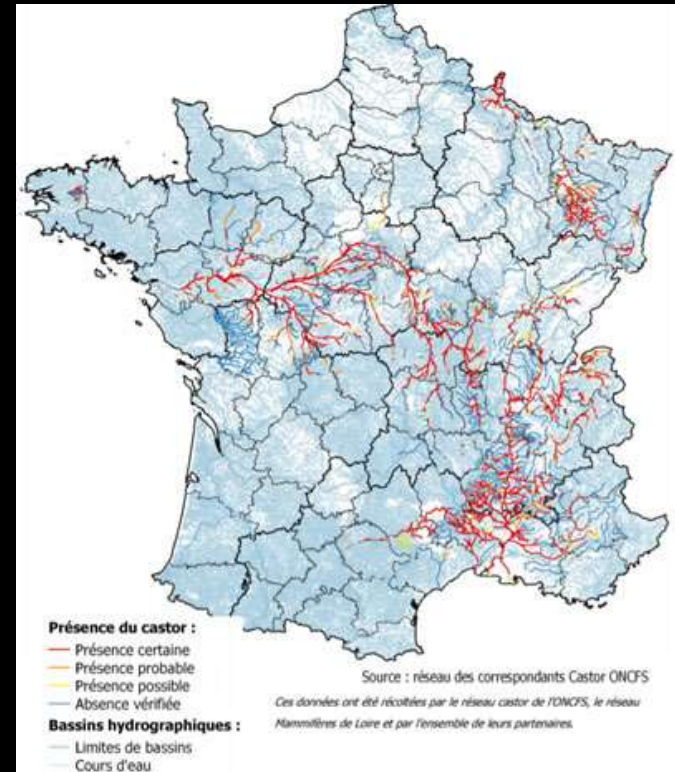 Présence du castor :
Présence certaine
Présence probable
Présence possible
Absence vérifiée
Bassins hydrographiques :
Limites de bassins
Cours d'eau
Source : réseau des correspondants Castor ONCFS
Ces données ont été récoltées par le réseau castor de l'ONCFS, le réseau
Mammifères de Loire et par l'ensemble de leurs partenaires.